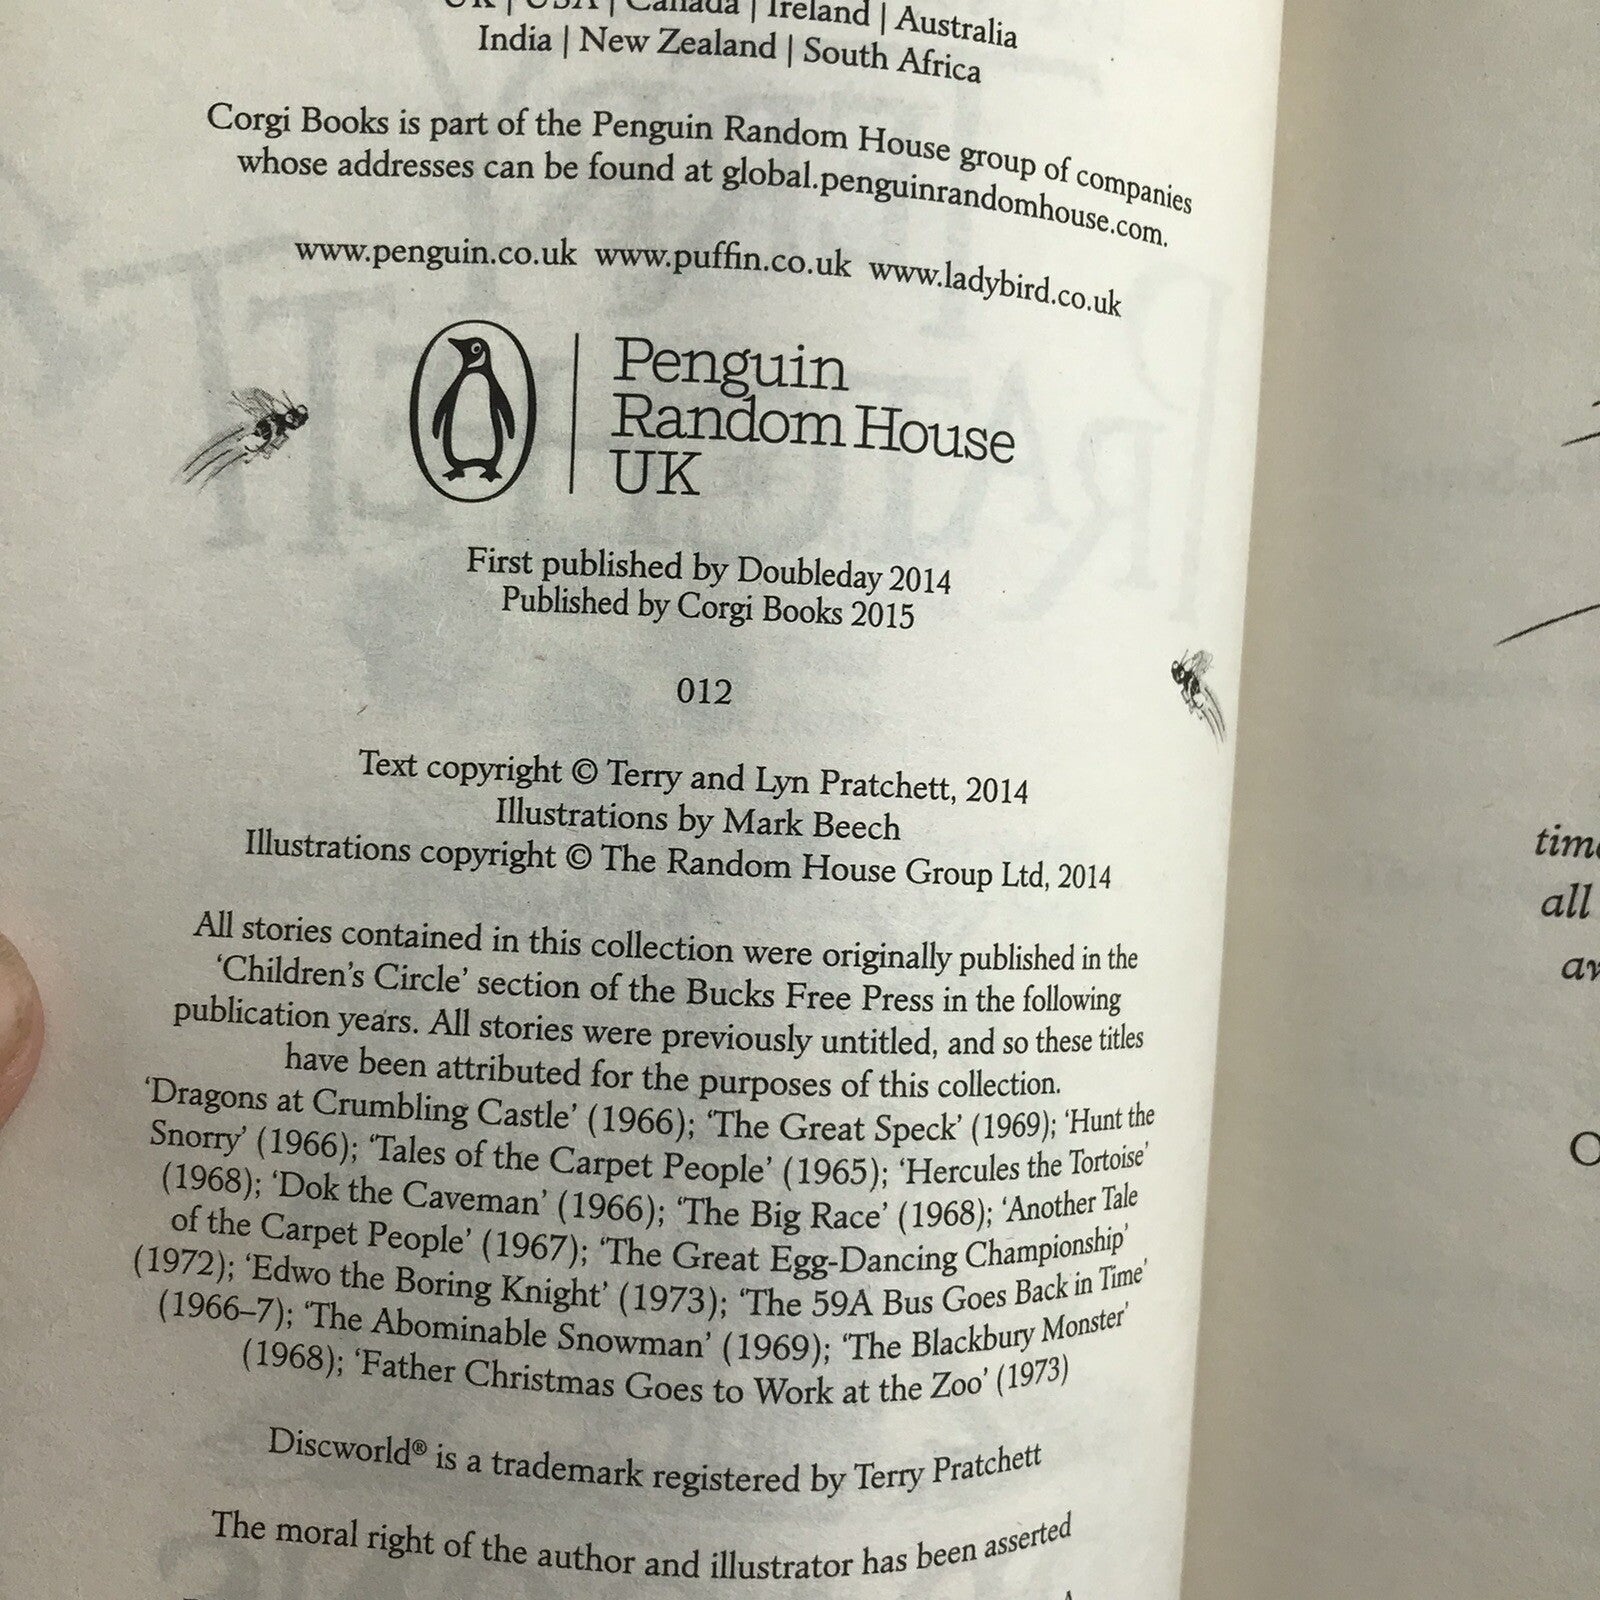 UK | USA | Canada | Ireland | Australia
India | New Zealand | South Africa
Corgi Books is part of the Penguin Random House group of companies
whose addresses can be found at global.penguinrandomhouse.com.
www.penguin.co.uk www.puffin.co.uk www.ladybird.co.uk
Penguin
Random House
UK
First published by Doubleday 2014
Published by Corgi Books 2015
012
Text copyright © Terry and Lyn Pratchett, 2014
Illustrations by Mark Beech
Illustrations copyright © The Random House Group Ltd, 2014
All stories contained in this collection were originally published in the
‘Children’s Circle’ section of the Bucks Free Press in the following
publication years. All stories were previously untitled, and so these titles
have been attributed for the purposes of this collection.
‘Dragons at Crumbling Castle’ (1966); ‘The Great Speck’ (1969); ‘Hunt the
Snorry’ (1966); ‘Tales of the Carpet People’ (1965); ‘Hercules the Tortoise’
(1968); ‘Dok the Caveman’ (1966); ‘The Big Race’ (1968); ‘Another Tale
of the Carpet People’ (1967); ‘The Great Egg-Dancing Championship’
(1972); ‘Edwo the Boring Knight’ (1973); ‘The 59A Bus Goes Back in Time’
(1966–7); ‘The Abominable Snowman’ (1969); ‘The Blackbury Monster’
(1968); ‘Father Christmas Goes to Work at the Zoo’ (1973)
Discworld® is a trademark registered by Terry Pratchett
The moral right of the author and illustrator has been asserted
all